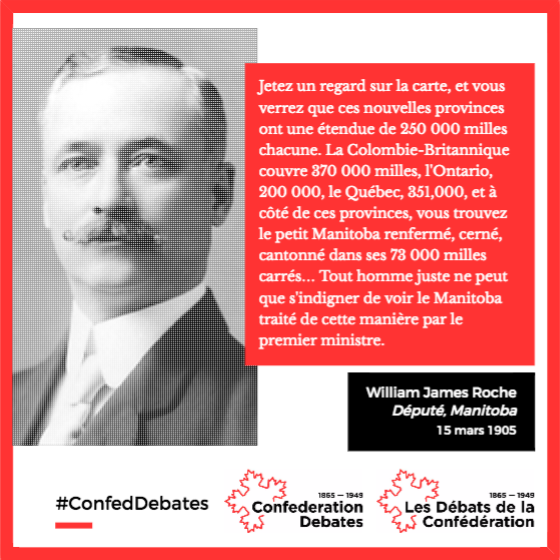 Jetez un regard sur la carte, et vous
verrez que ces nouvelles provinces
ont une étendue de 250 000 milles
chacune. La Colombie-Britannique
couvre 370 000 milles, l'Ontario,
200 000, le Québec, 351,000, et à
côté de ces provinces, vous trouvez
le petit Manitoba renfermé, cerné,
cantonné dans ses 73 000 milles
carrés... Tout homme juste ne peut
que s'indigner de voir le Manitoba
traité de cette manière par le
premier ministre.
William James Roche
Député, Manitoba
15 mars 1905
#ConfedDebates
1865 — 1949
Confederation
Debates
1865 — 1949
Les Débats de la
Confédération